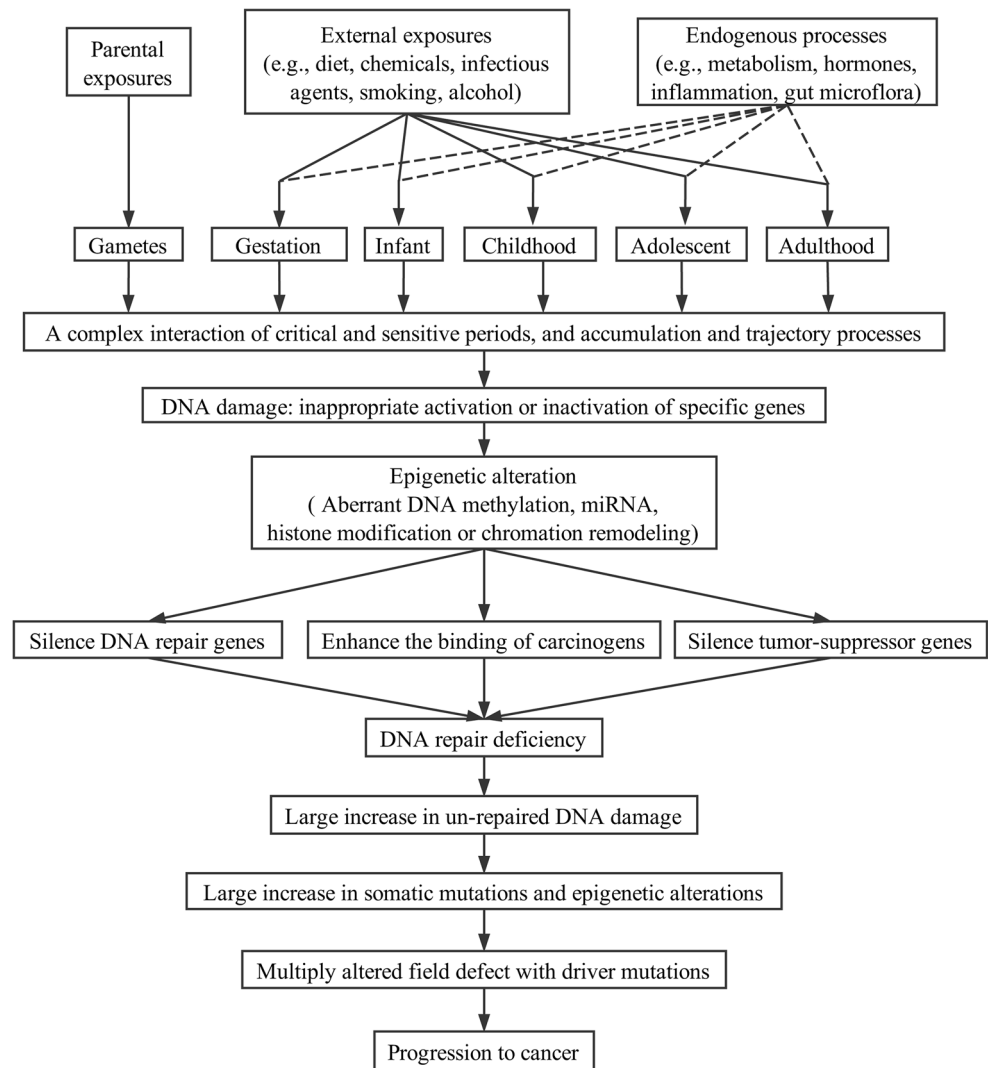 Parental
exposures
External exposures
(e.g., diet, chemicals, infectious
agents, smoking, alcohol)
Endogenous processes
(e.g., metabolism, hormones,
inflammation, gut microflora)
Gametes
Gestation
Infant
Childhood
Adolescent
Adulthood
A complex interaction of critical and sensitive periods, and accumulation and trajectory processes
DNA damage: inappropriate activation or inactivation of specific genes
Epigenetic alteration
( Aberrant DNA methylation, miRNA,
histone modification or chromation remodeling)
Silence DNA repair genes
Enhance the binding of carcinogens
Silence tumor-suppressor genes
DNA repair deficiency
Large increase in un-repaired DNA damage
Large increase in somatic mutations and epigenetic alterations
Multiply altered field defect with driver mutations
Progression to cancer